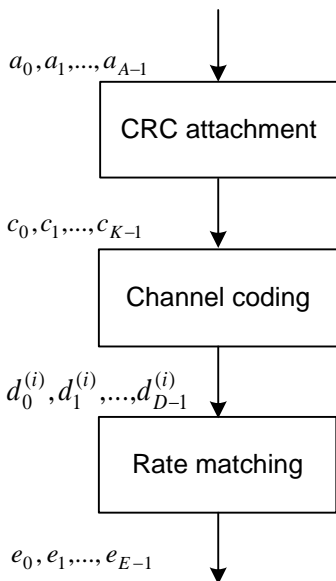 a_0, a_1,..., a_{A-1}
CRC attachment
c_0, c_1,..., c_{K-1}
Channel coding
d_0^{(i)}, d_1^{(i)},..., d_{D-1}^{(i)}
Rate matching
e_0, e_1,..., e_{E-1}